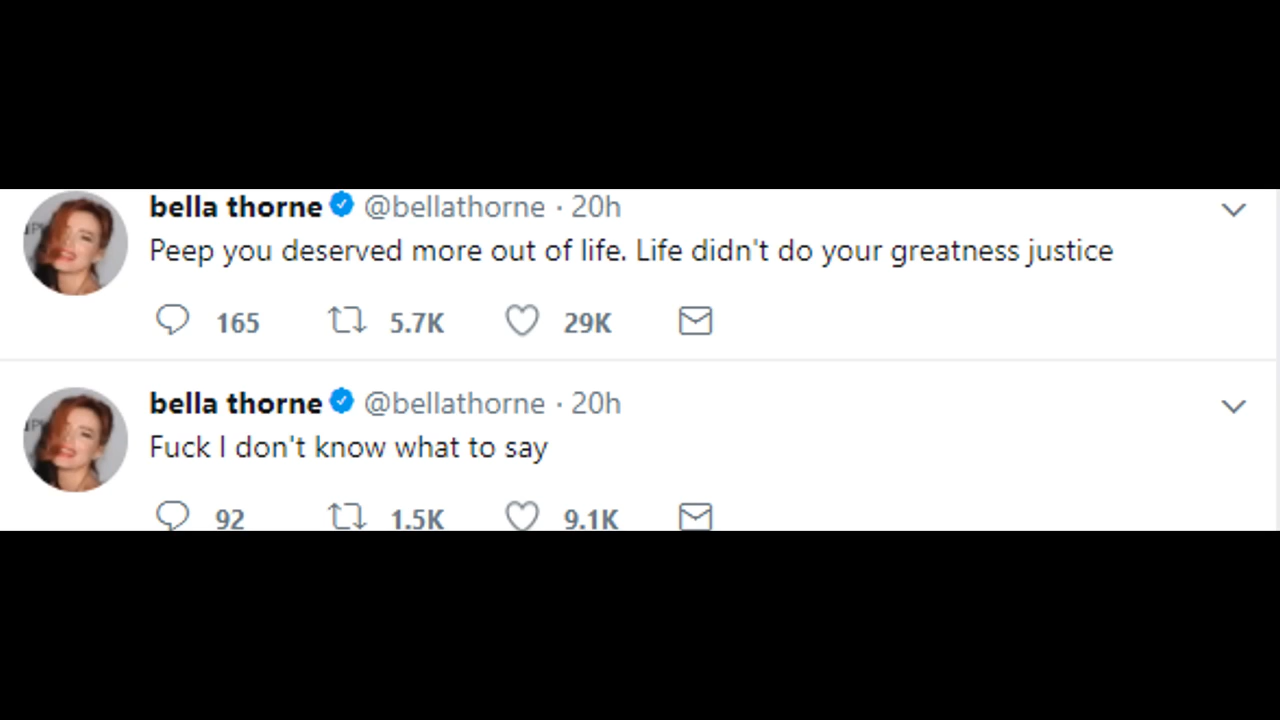 bella thorne @bellathorne · 20h
Peep you deserved more out of life. Life didn't do your greatness justice
165 5.7K 29K
bella thorne @bellathorne · 20h
Fuck I don't know what to say
92 1.5K 9.1K